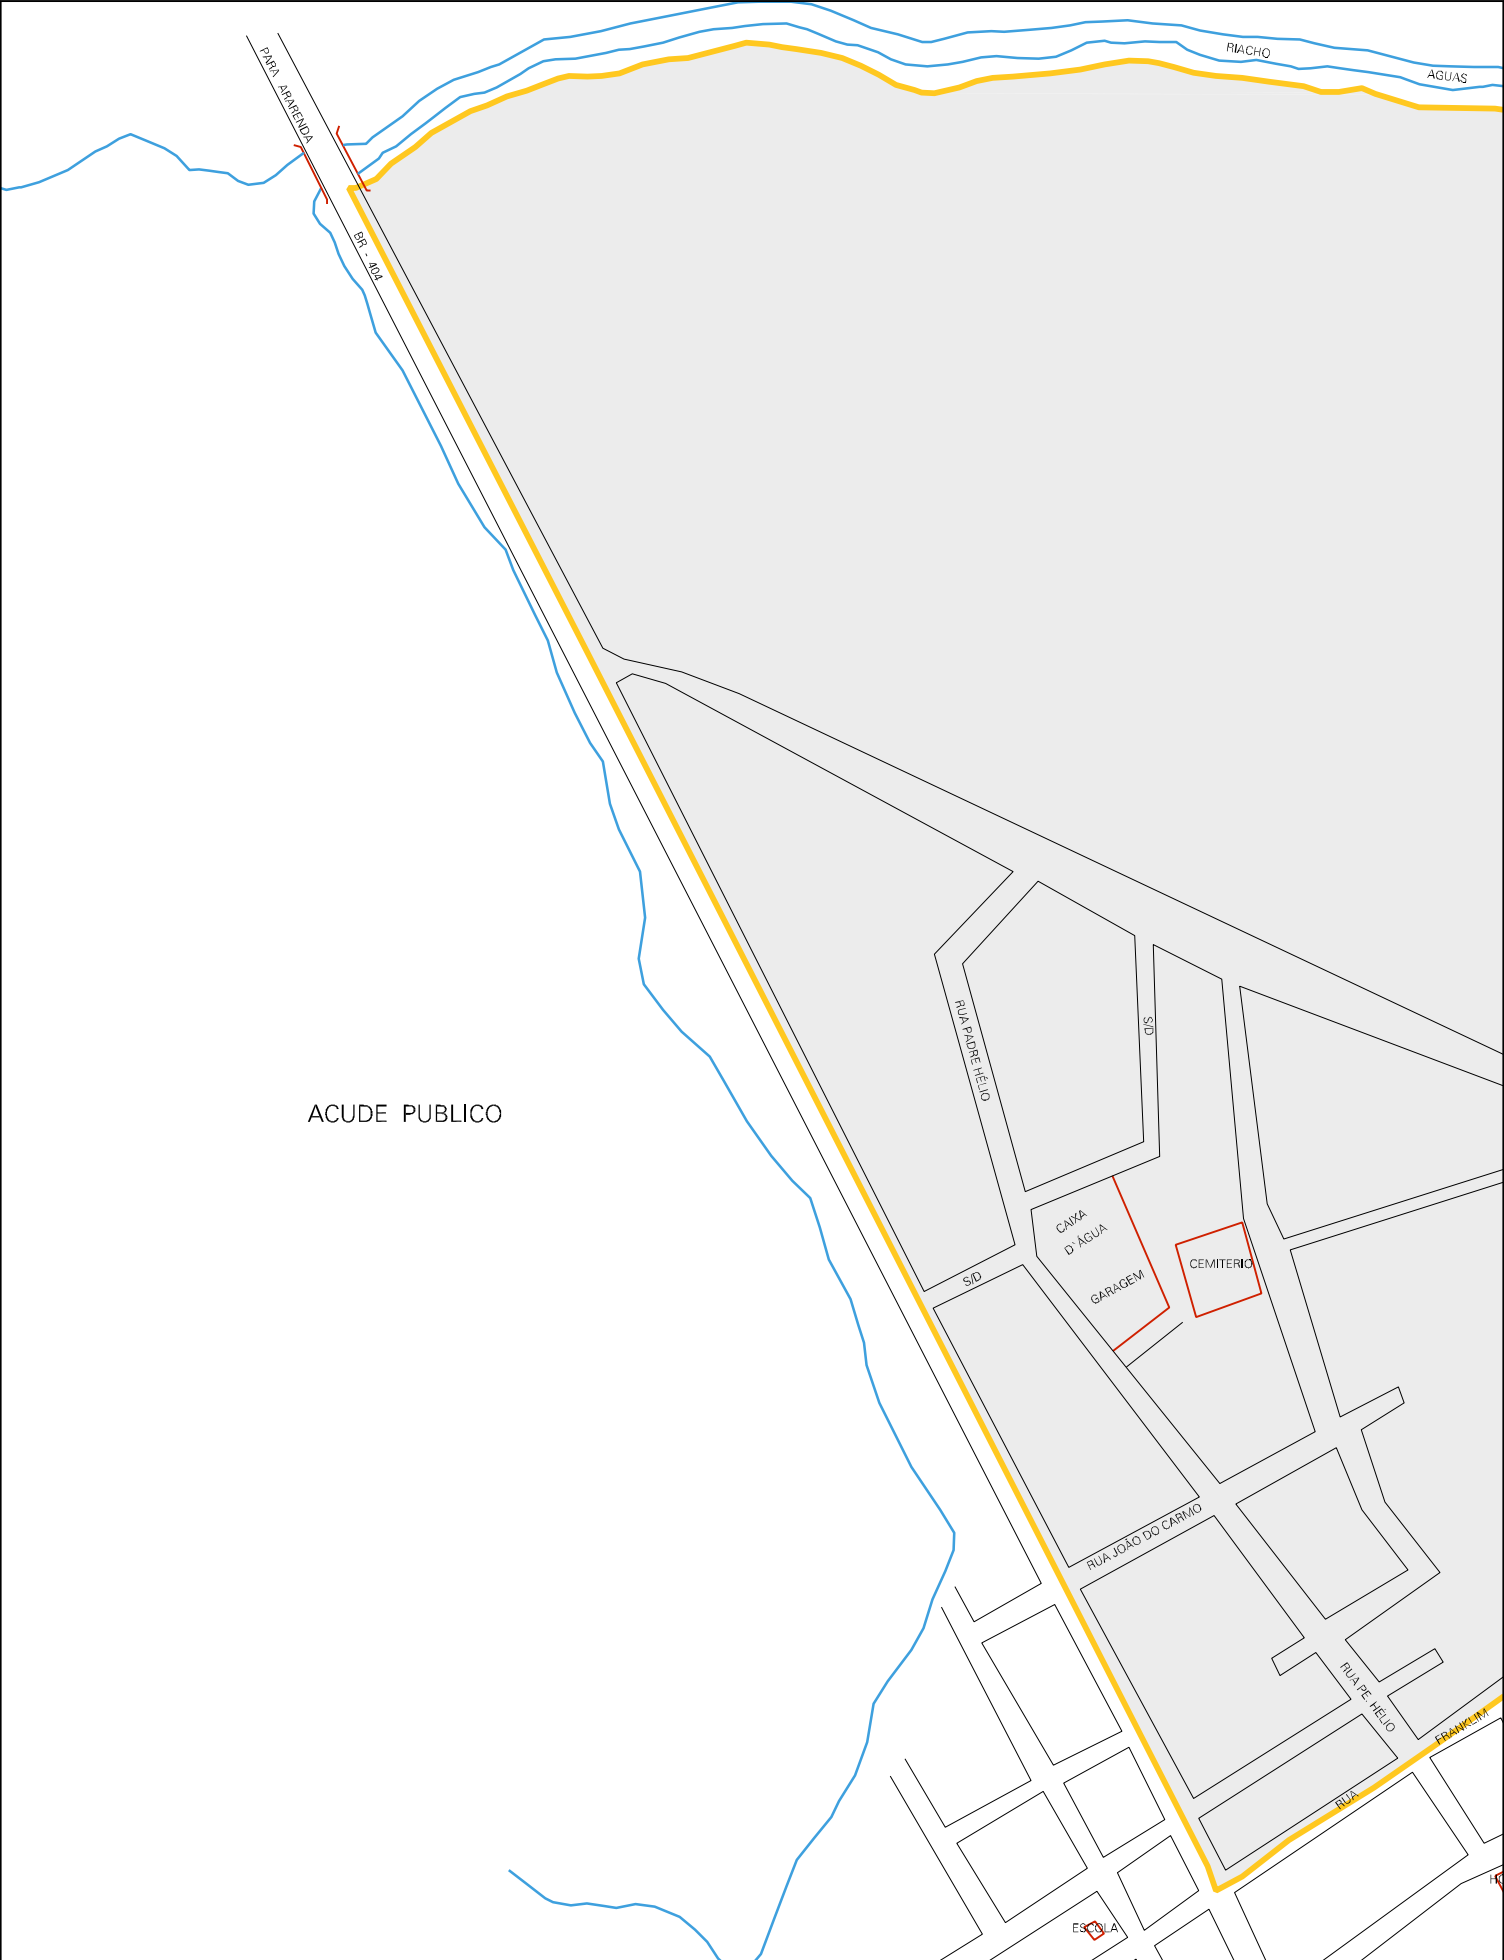 RIACHO
AGUAS
PARA ARARENDA
BR - 404
RUA PADRE HÉLIO
S/D
ACUDE PUBLICO
CAIXA
D`ÁGUA
GARAGEM
CEMITERIO
S/D
RUA JOÃO DO CARMO
RUA PE. HÉLIO
FRANKLIM
RUA
ESCOLA